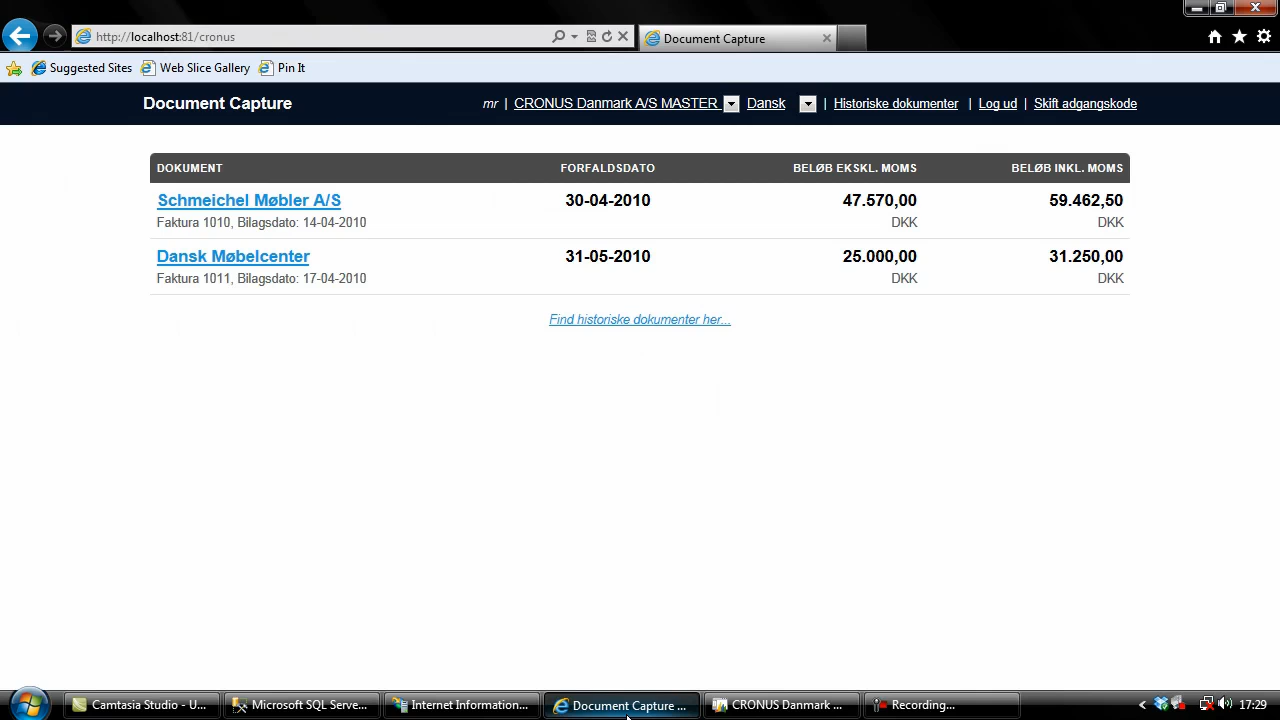 http://localhost:81/cronus
Document Capture
Suggested Sites
Web Slice Gallery
Pin It
Document Capture
mr | CRONUS Danmark A/S MASTER Dansk | Historiske dokumenter | Log ud | Skift adgangskode
DOKUMENT FORFALDSDATO BELØB EKSKL. MOMS BELØB INKL. MOMS
Schmeichel Møbler A/S 30-04-2010 47.570,00 59.462,50
Faktura 1010, Bilagsdato: 14-04-2010 DKK DKK
Dansk Møbelcenter 31-05-2010 25.000,00 31.250,00
Faktura 1011, Bilagsdato: 17-04-2010 DKK DKK
Find historiske dokumenter her...
Camtasia Studio - U...
Microsoft SQL Serve...
Internet Information...
Document Capture ...
CRONUS Danmark ...
Recording...
17:29